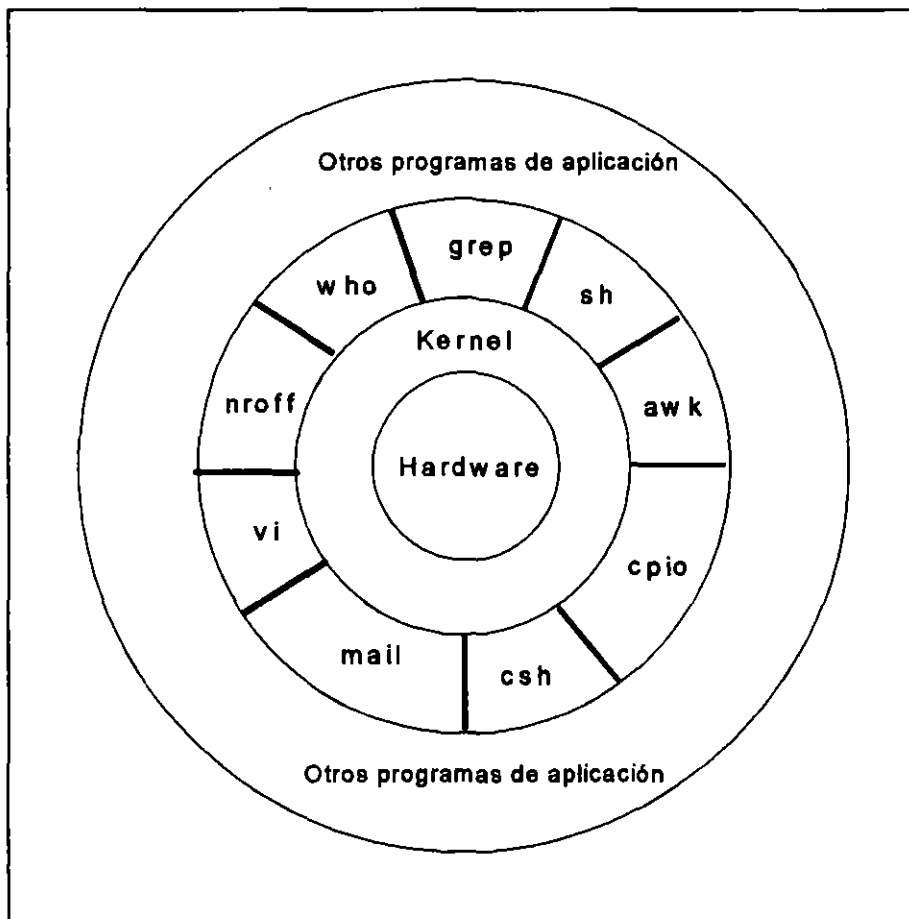 Otros programas de aplicación
grep
who
sh
Kernel
nroff
awk
Hardware
vi
cpio
mail
csh
Otros programas de aplicación